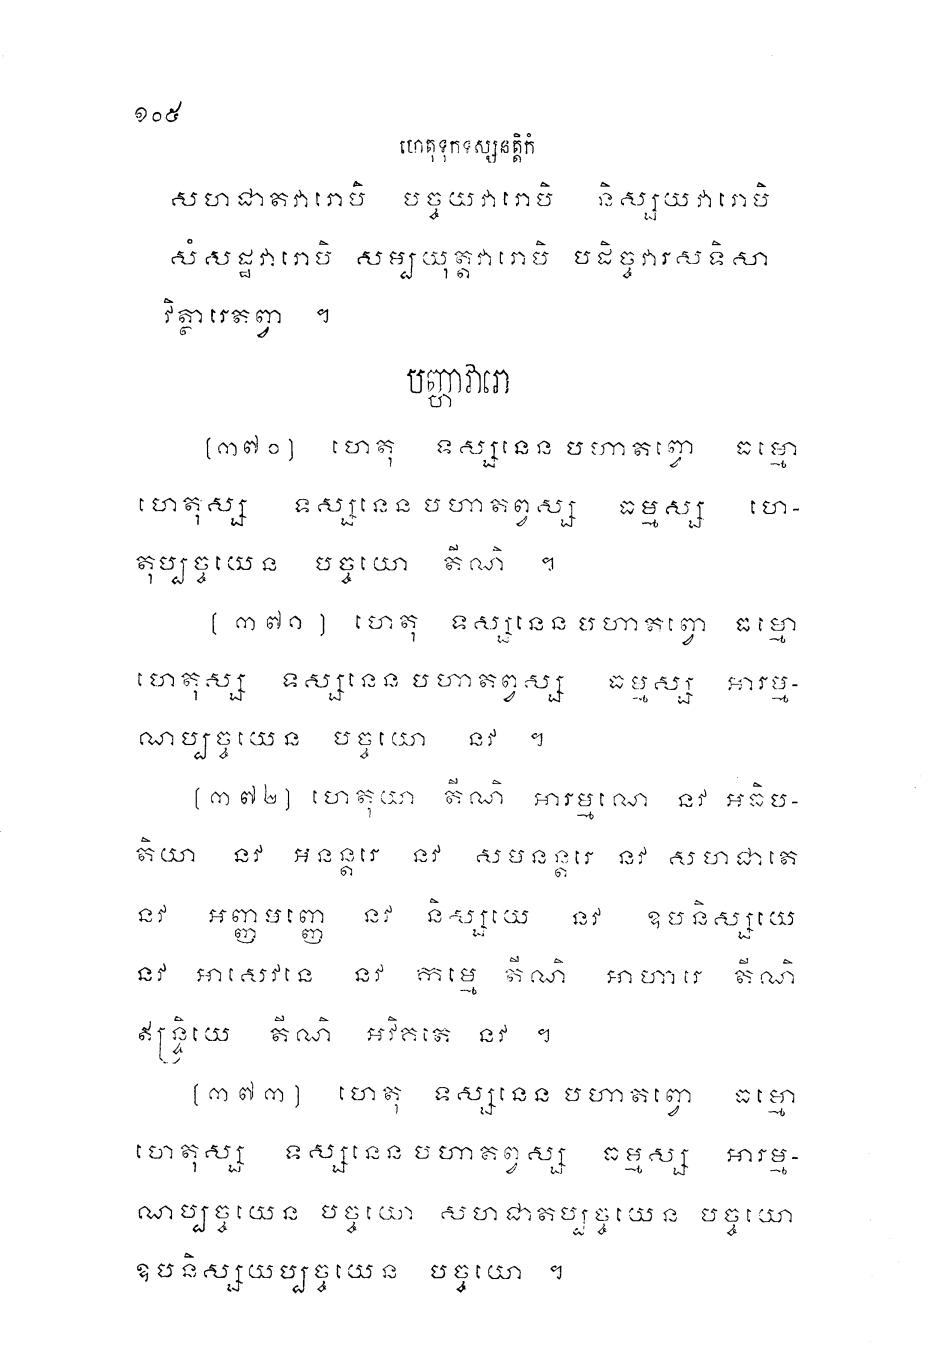 ១០៥
ហេតុទុកទស្សនត្តិកំ
សហជាតវារោបិ បច្ចយវារោបិ និស្សយវារោបិ
សំសដ្ឋវារោបិ សម្បយុត្តវារោបិ បដិច្ចវារសទិសា
វិត្ថារេតព្វា ។
បញ្ហាវារោ
(៣៧០) ហេតុ ទស្សនេនបហាតព្វោ ធម្មោ
ហេតុស្ស ទស្សនេនបហាតព្វស្ស ធម្មស្ស ហេ-
តុប្បច្ចយេន បច្ចយោ តីណិ ។
(៣៧១) ហេតុ ទស្សនេនបហាតព្វោ ធម្មោ
ហេតុស្ស ទស្សនេនបហាតព្វស្ស ធម្មស្ស អារម្ម-
ណប្បច្ចយេន បច្ចយោ នវ ។
(៣៧២) ហេតុយា តីណិ អារម្មណេ នវ អធិប-
តិយា នវ អនន្តរេ នវ សមនន្តរេ នវ សហជាតេ
នវ អញ្ញមញ្ញេ នវ និស្សយេ នវ ឧបនិស្សយេ
នវ អាសេវនេ នវ កម្មេ តីណិ អាហារេ តីណិ
ឥន្ទ្រិយេ តីណិ អវិគតេ នវ ។
(៣៧៣) ហេតុ ទស្សនេនបហាតព្វោ ធម្មោ
ហេតុស្ស ទស្សនេនបហាតព្វស្ស ធម្មស្ស អារម្ម-
ណប្បច្ចយេន បច្ចយោ សហជាតប្បច្ចយេន បច្ចយោ
ឧបនិស្សយប្បច្ចយេន បច្ចយោ ។